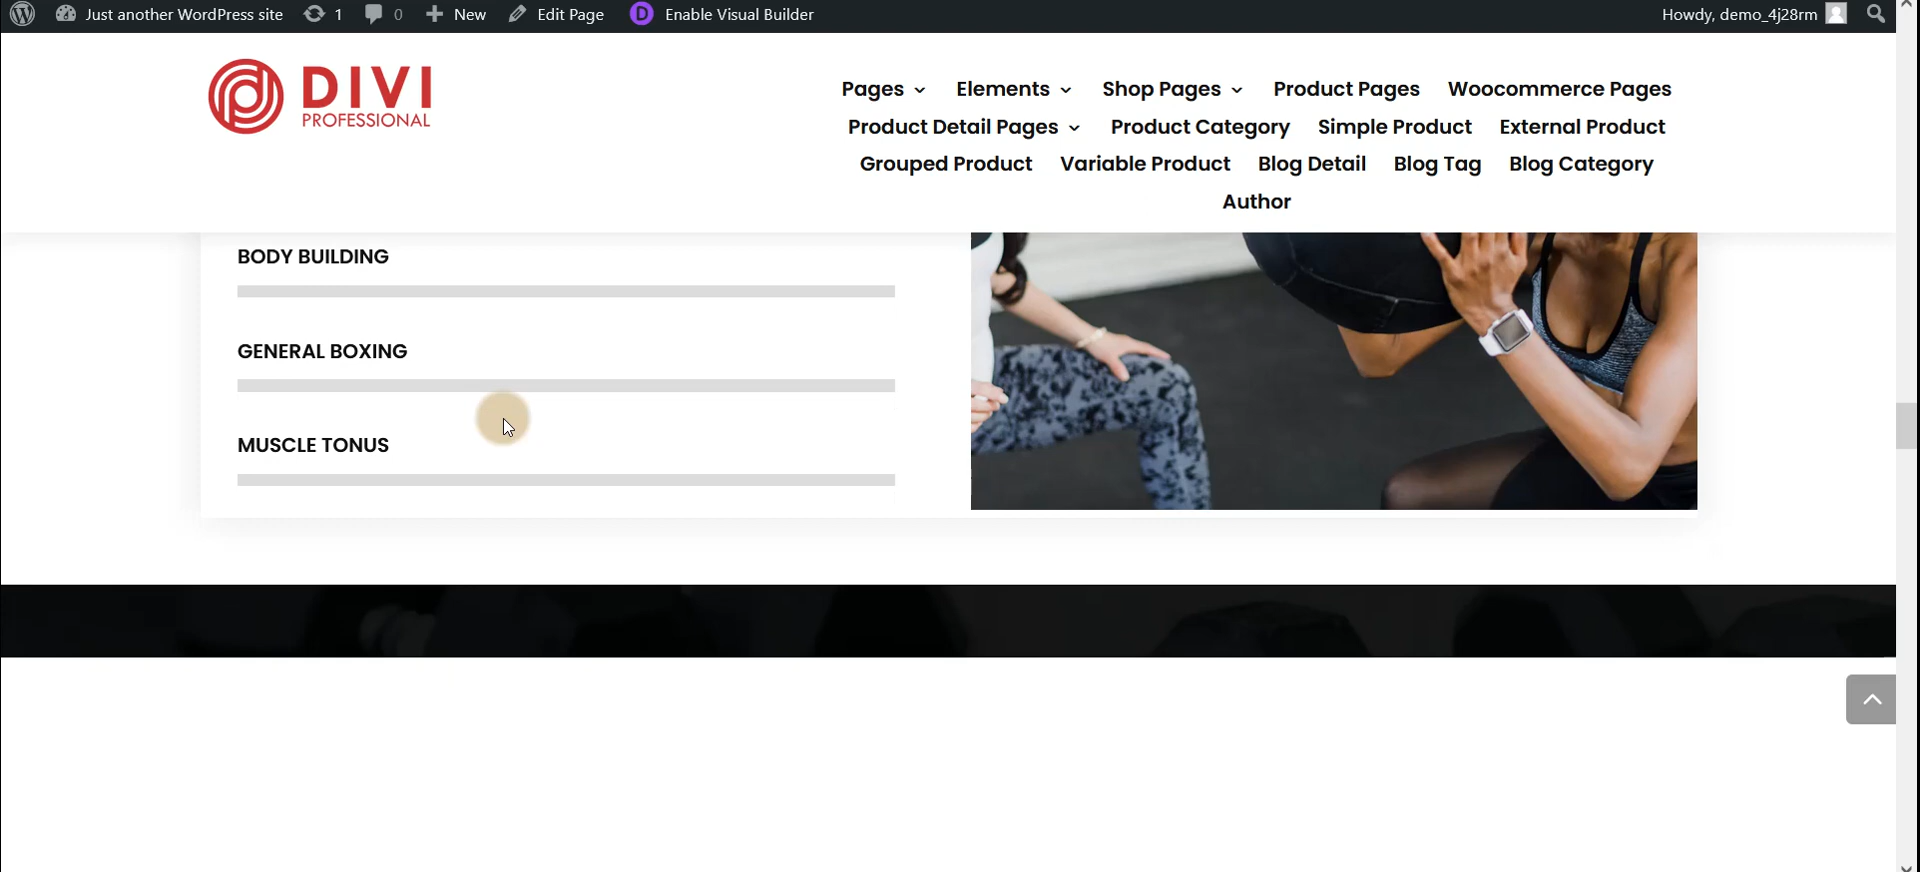 Just another WordPress site 1 0 New Edit Page D Enable Visual Builder Howdy, demo_4j28rm
DIVI
PROFESSIONAL
Pages Elements Shop Pages Product Pages Woocommerce Pages
Product Detail Pages Product Category Simple Product External Product
Grouped Product Variable Product Blog Detail Blog Tag Blog Category
Author
BODY BUILDING
GENERAL BOXING
MUSCLE TONUS